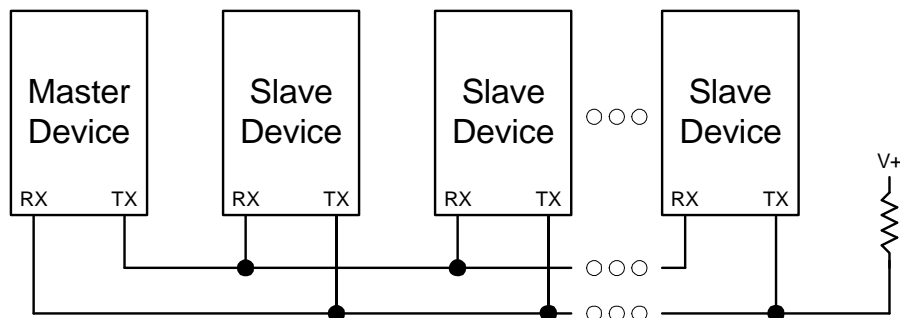 Master
Device
Slave
Device
Slave
Device
Slave
Device
RX TX
RX TX
RX TX
RX TX
V+